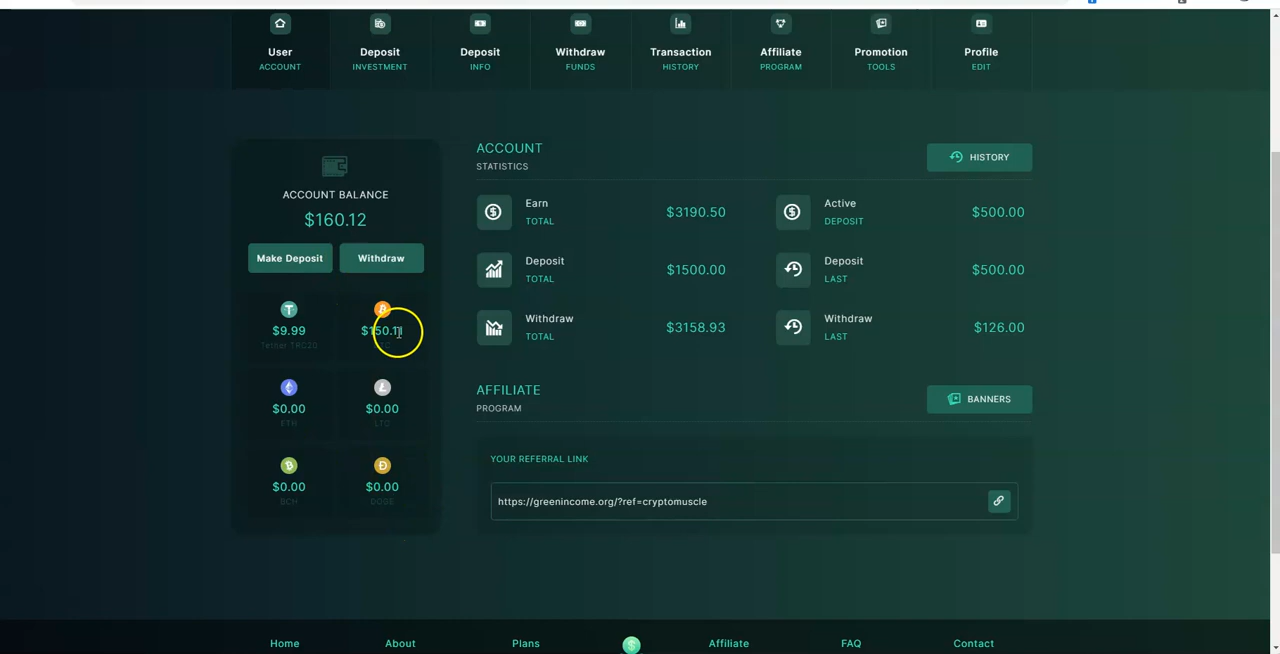 User
ACCOUNT
Deposit
INVESTMENT
Deposit
INFO
Withdraw
FUNDS
Transaction
HISTORY
Affiliate
PROGRAM
Promotion
TOOLS
Profile
EDIT
ACCOUNT BALANCE
$160.12
Make Deposit
Withdraw
$9.99
Tether TRC20
$150.11
$0.00
ETH
$0.00
LTC
$0.00
BCH
$0.00
DOGE
ACCOUNT
STATISTICS
HISTORY
Earn
TOTAL
$3190.50
Active
DEPOSIT
$500.00
Deposit
TOTAL
$1500.00
Deposit
LAST
$500.00
Withdraw
TOTAL
$3158.93
Withdraw
LAST
$126.00
AFFILIATE
PROGRAM
BANNERS
YOUR REFERRAL LINK
https://greenincome.org/?ref=cryptomuscle
Home
About
Plans
Affiliate
FAQ
Contact